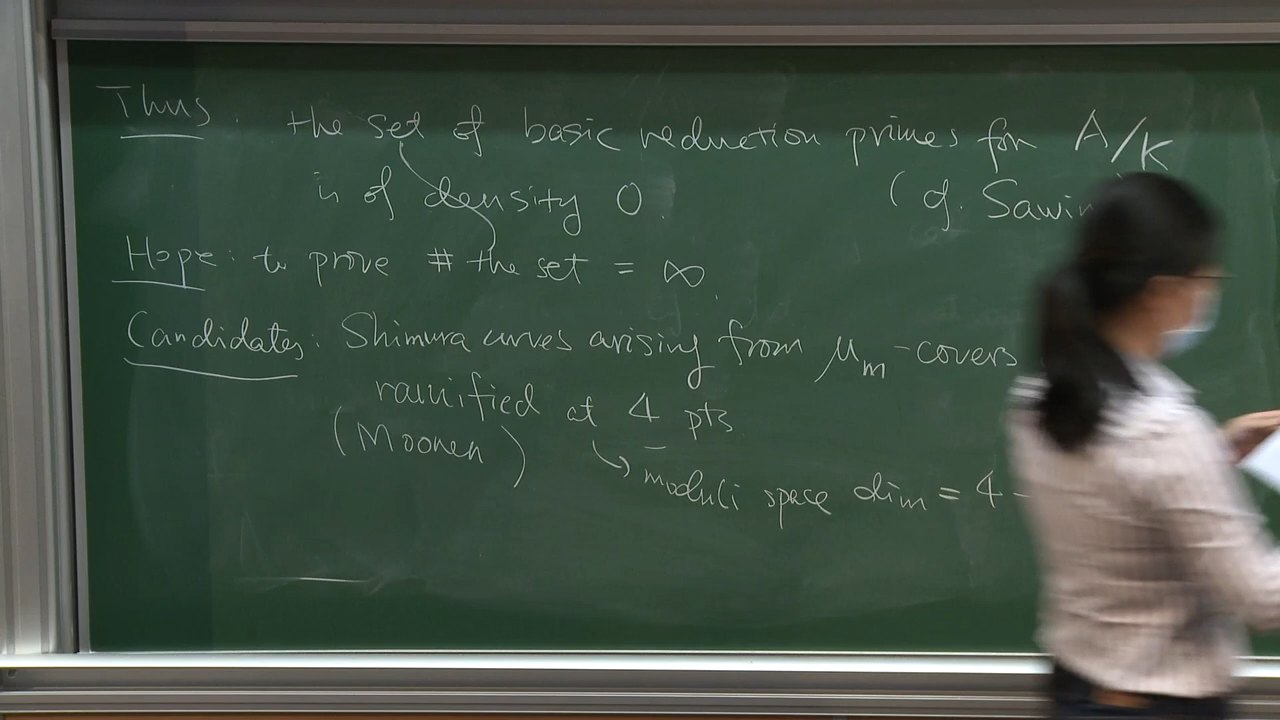 Thus: the set of basic reduction primes for A/K
is of density 0. (cf. Sawin
Hope: to prove # the set = ∞.
Candidates: Shimura curves arising from μ_m-covers
ramified at 4 pts
(Moonen)
moduli space dim = 4 -